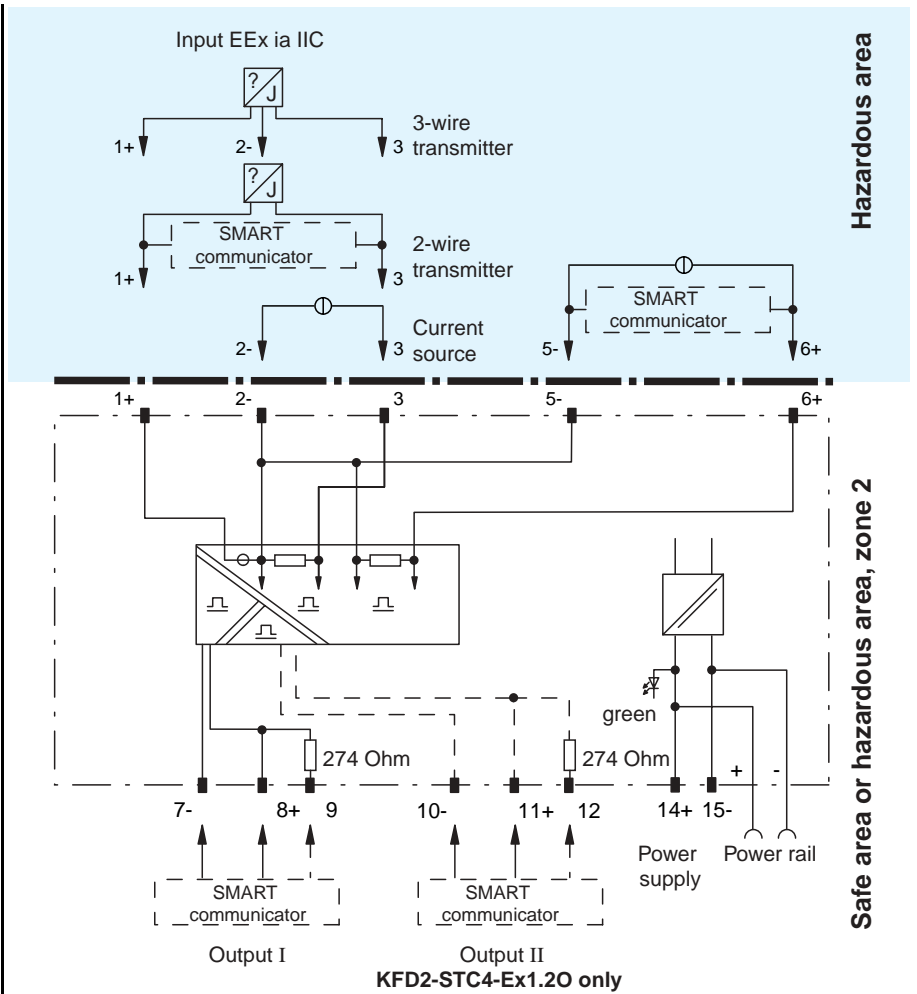 Input EEx ia IIC
Hazardous area
?
J
1+
2-
3
3-wire
transmitter
?
J
SMART
communicator
1+
3
2-wire
transmitter
2-
3
Current
source
SMART
communicator
5-
6+
1+
2-
3
5-
6+
Safe area or hazardous area, zone 2
green
274 Ohm
274 Ohm
+
-
7-
8+
9
10-
11+
12
14+
15-
Power
supply
Power rail
SMART
communicator
SMART
communicator
Output I
Output II
KFD2-STC4-Ex1.2O only